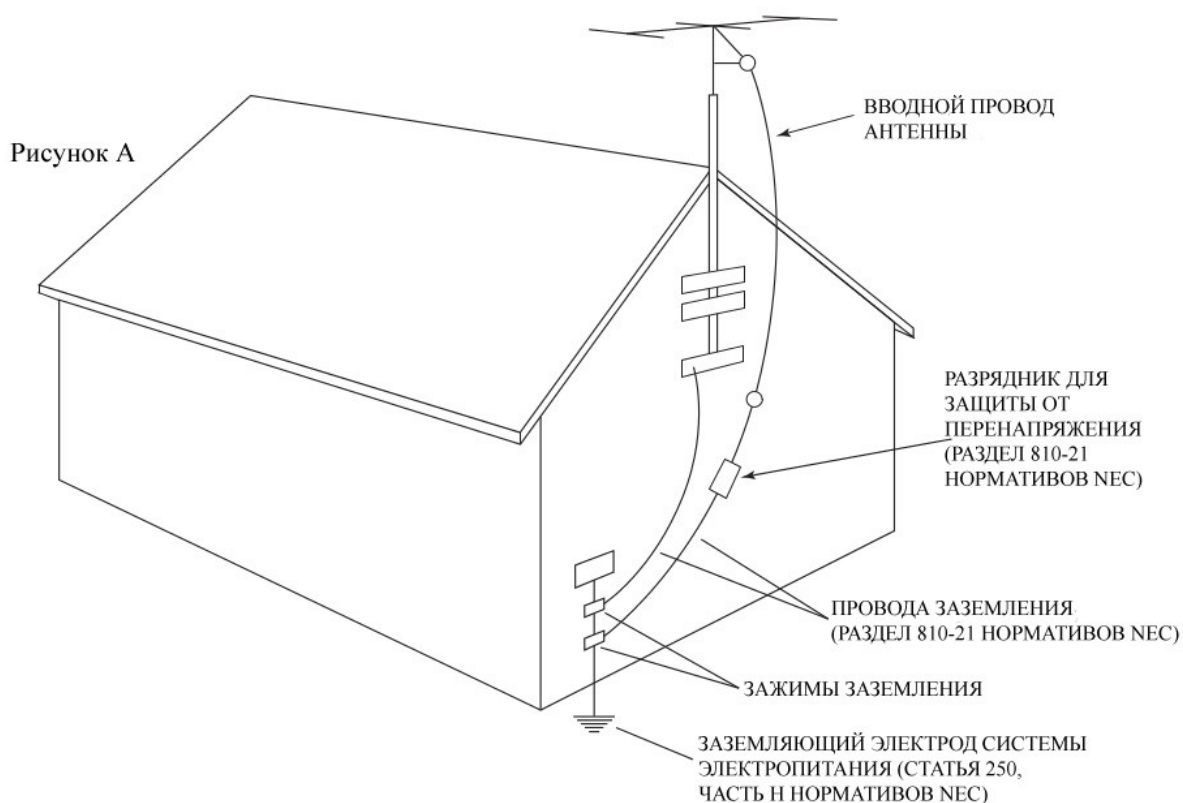 ВВОДНОЙ ПРОВОД
АНТЕННЫ
Рисунок А
РАЗРЯДНИК ДЛЯ
ЗАЩИТЫ ОТ
ПЕРЕНАПРЯЖЕНИЯ
(РАЗДЕЛ 810-21
НОРМАТИВОВ NEC)
ПРОВОДА ЗАЗЕМЛЕНИЯ
(РАЗДЕЛ 810-21 НОРМАТИВОВ NEC)
ЗАЖИМЫ ЗАЗЕМЛЕНИЯ
ЗАЗЕМЛЯЮЩИЙ ЭЛЕКТРОД СИСТЕМЫ
ЭЛЕКТРОПИТАНИЯ (СТАТЬЯ 250,
ЧАСТЬ Н НОРМАТИВОВ NEC)